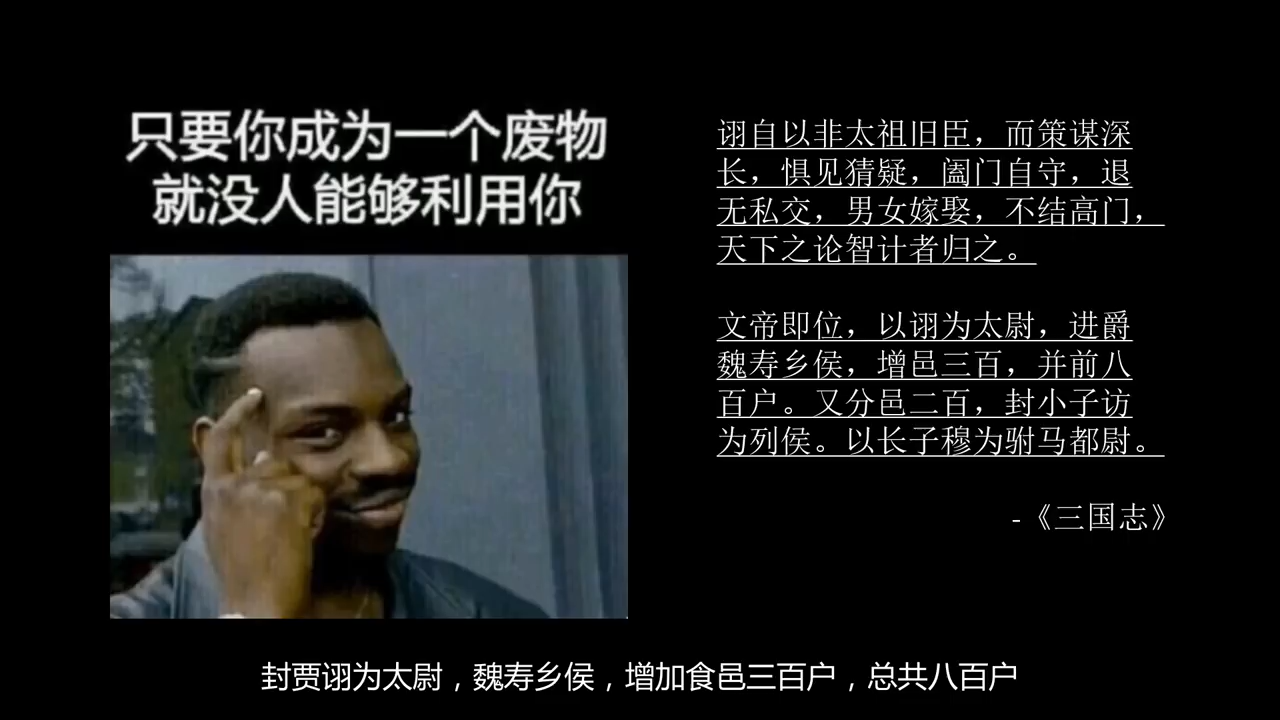 只要你成为一个废物
就没人能够利用你
诩自以非太祖旧臣，而策谋深
长，惧见猜疑，阖门自守，退
无私交，男女嫁娶，不结高门，
天下之论智计者归之。
文帝即位，以诩为太尉，进爵
魏寿乡侯，增邑三百，并前八
百户。又分邑二百，封小子访
为列侯。以长子穆为驸马都尉。
-《三国志》
封贾诩为太尉，魏寿乡侯，增加食邑三百户，总共八百户